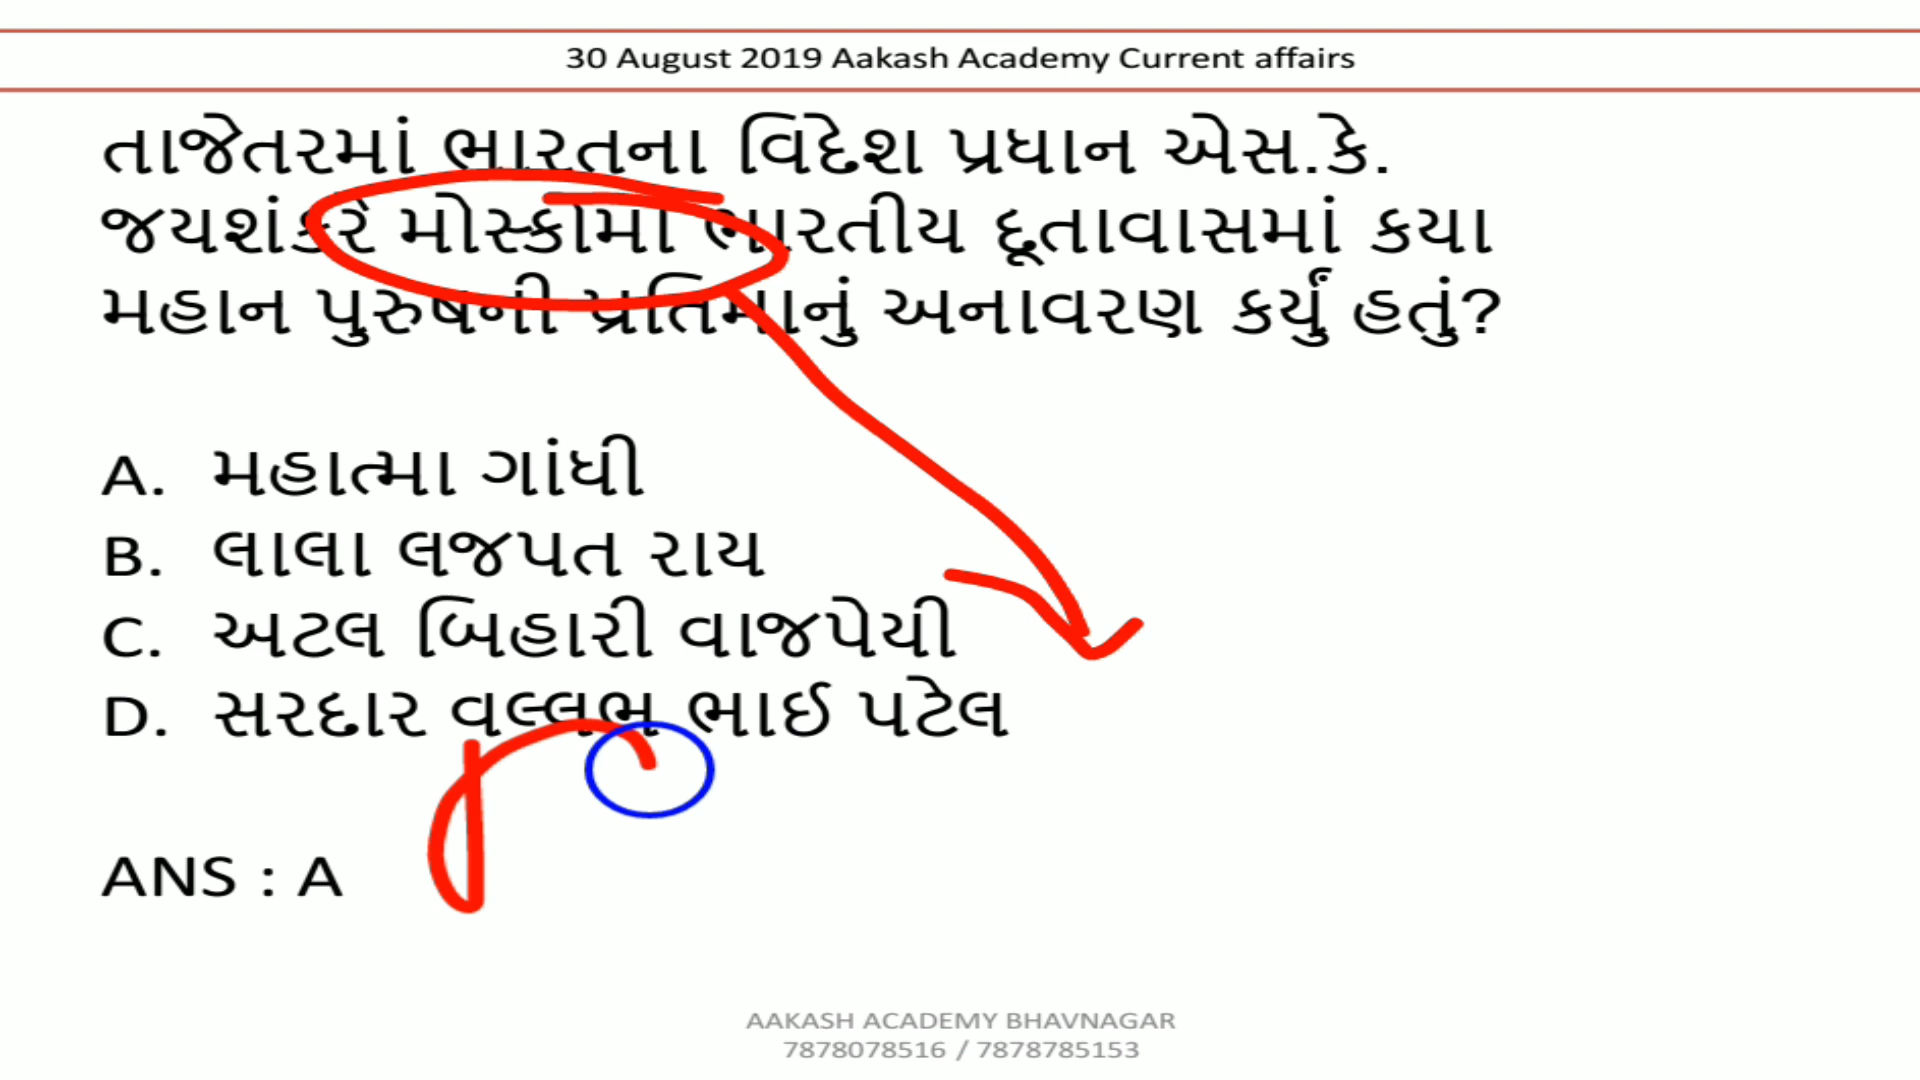 30 August 2019 Aakash Academy Current affairs
તાજેતરમાં ભારતના વિદેશ પ્રધાન એસ.કે.
જયશંકરે મોસ્કોમાં ભારતીય દૂતાવાસમાં કયા
મહાન પુરુષની પ્રતિમાનું અનાવરણ કર્યું હતું?
A. મહાત્મા ગાંધી
B. લાલા લજપત રાય
C. અટલ બિહારી વાજપેયી
D. સરદાર વલ્લભ ભાઈ પટેલ
ANS : A
AAKASH ACADEMY BHAVNAGAR
7878078516 / 7878785153